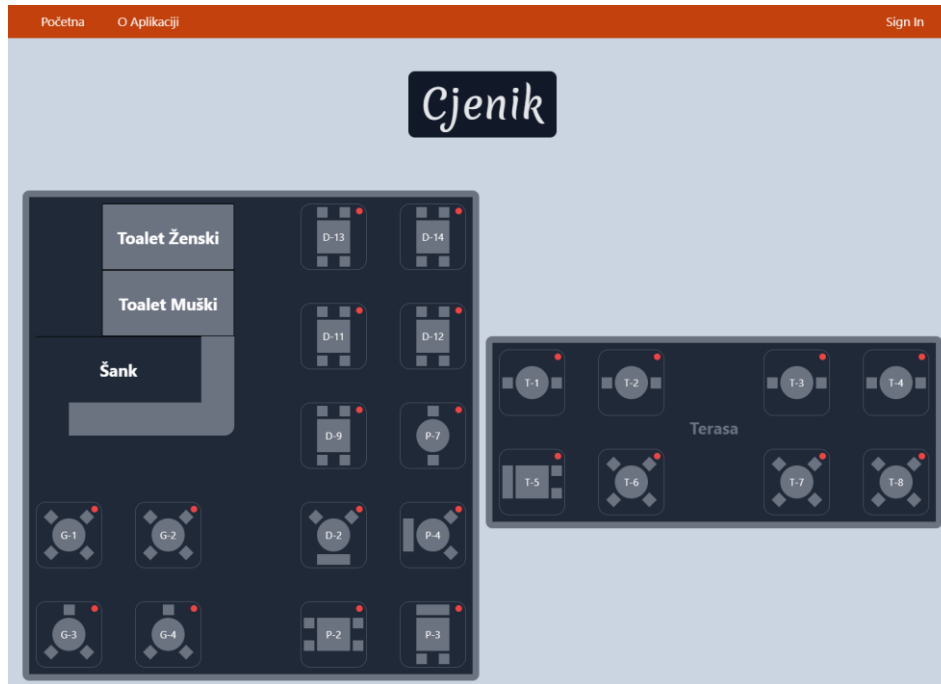 Početna O Aplikaciji Sign In
Cjenik
Toalet Ženski
D-13 D-14
Toalet Muški
D-11 D-12
Šank
T-1 T-2 T-3 T-4
Terasa
D-9 P-7
T-5 T-6 T-7 T-8
G-1 G-2 D-2 P-4
G-3 G-4 P-2 P-3